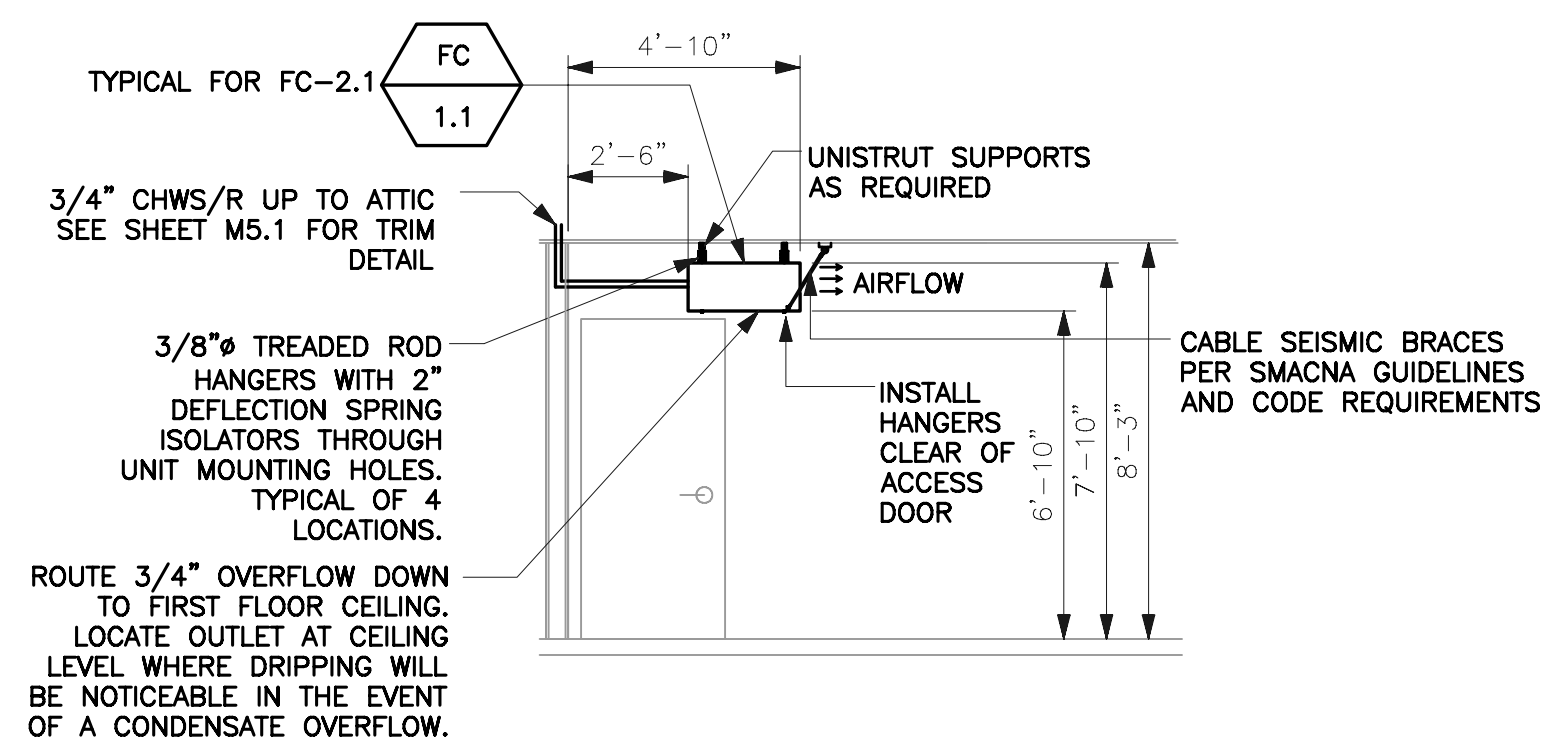 4'-10"
FC
TYPICAL FOR FC-2.1
1.1
2'-6"
UNISTRUT SUPPORTS
AS REQUIRED
3/4" CHWS/R UP TO ATTIC
SEE SHEET M5.1 FOR TRIM
DETAIL
AIRFLOW
3/8"ø TREADED ROD
HANGERS WITH 2"
DEFLECTION SPRING
ISOLATORS THROUGH
UNIT MOUNTING HOLES.
TYPICAL OF 4
LOCATIONS.
CABLE SEISMIC BRACES
PER SMACNA GUIDELINES
AND CODE REQUIREMENTS
INSTALL
HANGERS
CLEAR OF
ACCESS
DOOR
6'-10"
7'-10"
8'-3"
ROUTE 3/4" OVERFLOW DOWN
TO FIRST FLOOR CEILING.
LOCATE OUTLET AT CEILING
LEVEL WHERE DRIPPING WILL
BE NOTICEABLE IN THE EVENT
OF A CONDENSATE OVERFLOW.